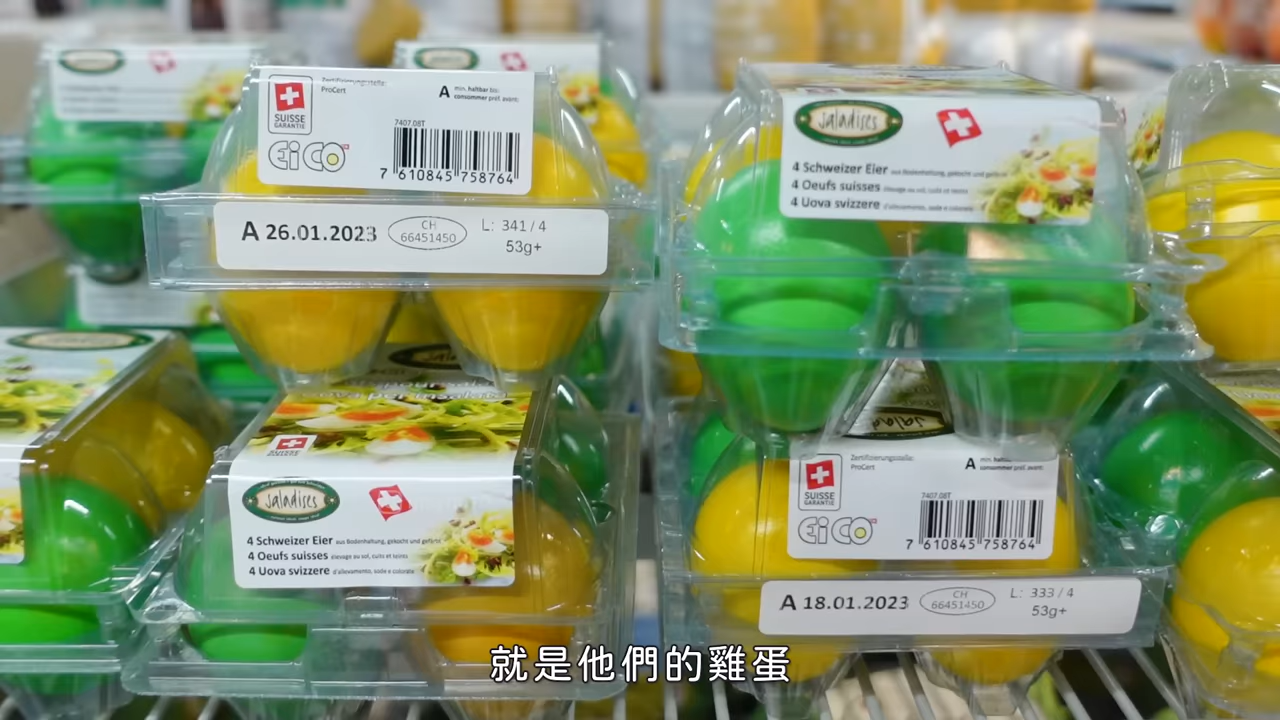 SUISSE
GARANTIE
Zertifizierungsstelle:
ProCert
A min. haltbar bis:
consommer préf. avant:
7407.08T
EiCO
7 610845 758764
A 26.01.2023
CH
66451450
L: 341/4
53g+
Jaladises
4 Schweizer Eier aus Bodenhaltung, gekocht und gefärbt
4 Oeufs suisses élevage au sol, cuits et teints
4 Uova svizzere d'allevamento, sode e colorate
SUISSE
GARANTIE
Jaladises
4 Schweizer Eier aus Bodenhaltung, gekocht und gefärbt
4 Oeufs suisses élevage au sol, cuits et teints
4 Uova svizzere d'allevamento, sode e colorate
SUISSE
GARANTIE
Zertifizierungsstelle:
ProCert
A min. haltbar bis:
consommer préf. avant:
7407.08T
EiCO
7 610845 758764
A 18.01.2023
CH
66451450
L: 333/4
53g+
就是他們的雞蛋